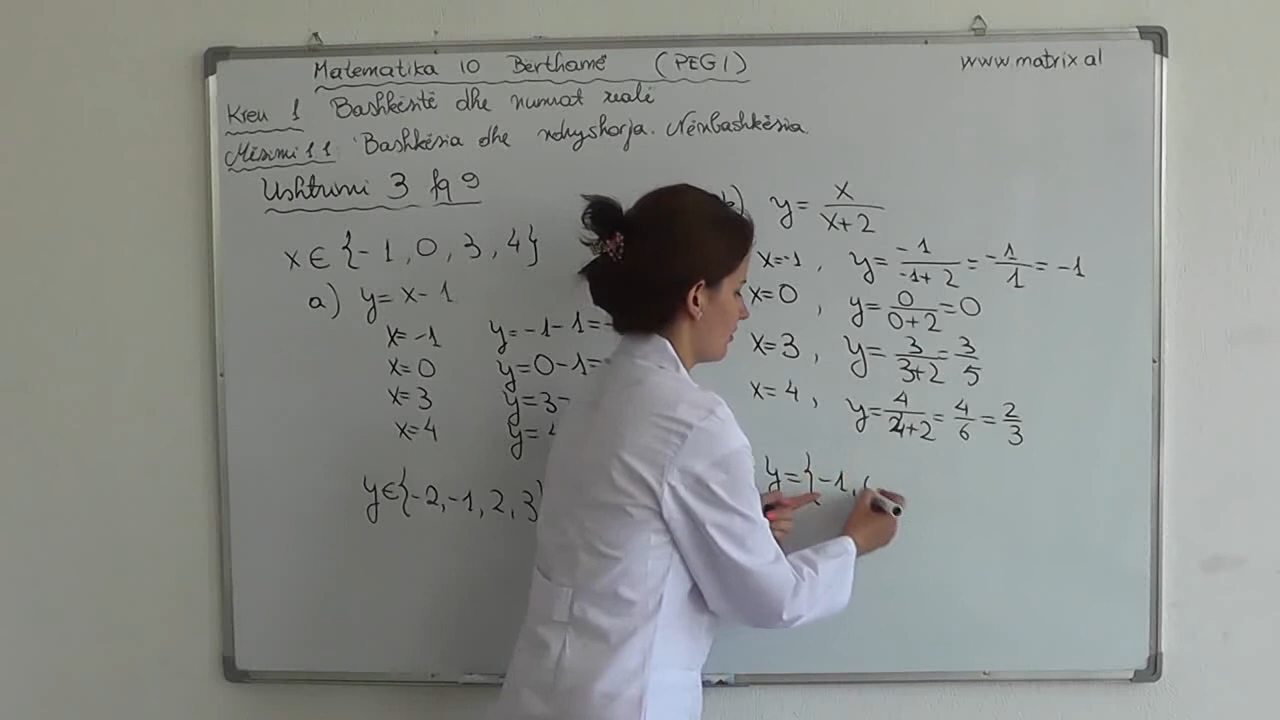 Matematika 10 Berthamë (PEGI)
www.matrix.al
Kreu 1 Bashkësitë dhe numrat realë
Mësimi 1.1 Bashkësia dhe ndryshorja. Nënbashkësia.
Ushtrimi 3 fq 9
x ∈ {-1, 0, 3, 4}
a) y = x - 1
x = -1 y = -1 - 1 = -
x = 0 y = 0 - 1 =
x = 3 y = 3 -
x = 4 y = 4
y ∈ {-2, -1, 2, 3}
b) y = x/(x+2)
x = -1, y = -1/(-1+2) = -1/1 = -1
x = 0, y = 0/(0+2) = 0
x = 3, y = 3/(3+2) = 3/5
x = 4, y = 4/(4+2) = 4/6 = 2/3
y = {-1,